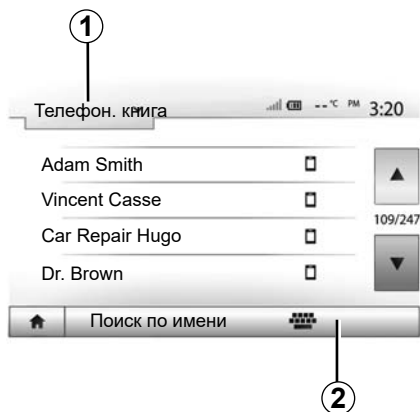 1
Телефон. книга --°C PM 3:20
Adam Smith
Vincent Casse
109/247
Car Repair Hugo
Dr. Brown
Поиск по имени
2